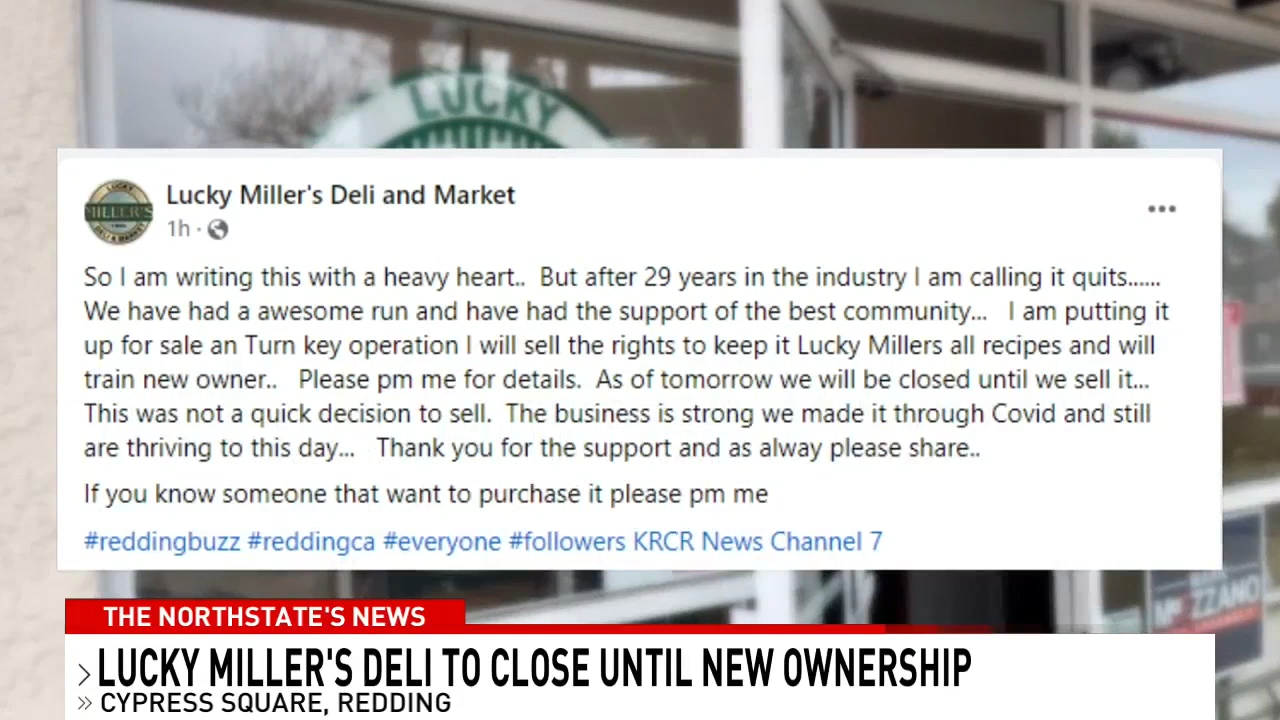 LUCKY
Lucky Miller's Deli and Market
LUCKY
MILLER'S
DELI & MARKET
1h ·
So I am writing this with a heavy heart.. But after 29 years in the industry I am calling it quits......
We have had a awesome run and have had the support of the best community... I am putting it
up for sale an Turn key operation I will sell the rights to keep it Lucky Millers all recipes and will
train new owner.. Please pm me for details. As of tomorrow we will be closed until we sell it...
This was not a quick decision to sell. The business is strong we made it through Covid and still
are thriving to this day... Thank you for the support and as alway please share..
If you know someone that want to purchase it please pm me
#reddingbuzz #reddingca #everyone #followers KRCR News Channel 7
THE NORTHSTATE'S NEWS
LUCKY MILLER'S DELI TO CLOSE UNTIL NEW OWNERSHIP
CYPRESS SQUARE, REDDING